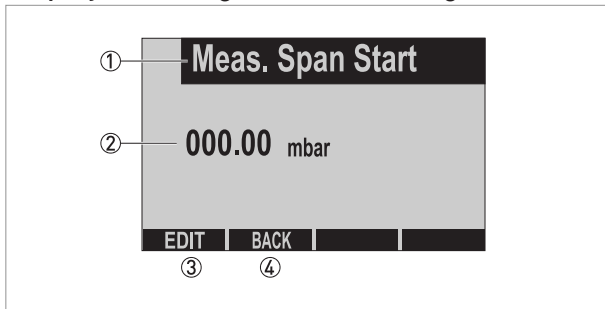 ① Meas. Span Start
② 000.00 mbar
EDIT BACK
③ ④